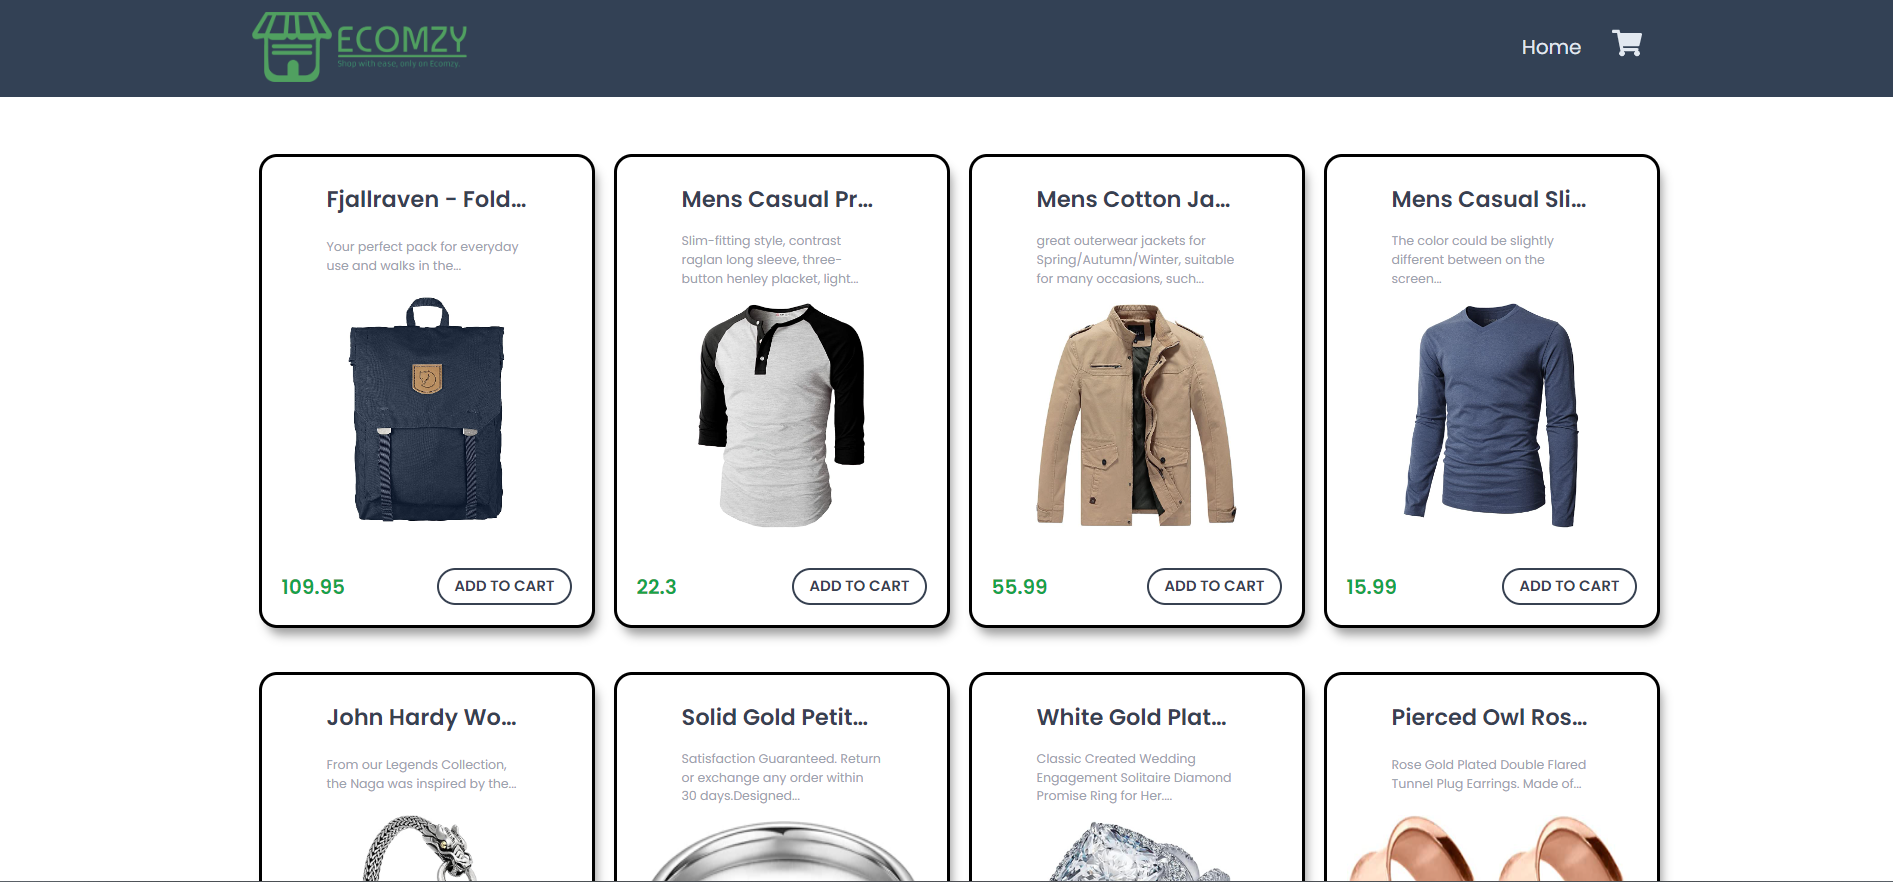 ECOMZY
Shop with ease, only on Ecomzy.
Home
Fjallraven - Fold...
Your perfect pack for everyday
use and walks in the...
109.95
ADD TO CART
Mens Casual Pr...
Slim-fitting style, contrast
raglan long sleeve, three-
button henley placket, light...
22.3
ADD TO CART
Mens Cotton Ja...
great outerwear jackets for
Spring/Autumn/Winter, suitable
for many occasions, such...
55.99
ADD TO CART
Mens Casual Sli...
The color could be slightly
different between on the
screen...
15.99
ADD TO CART
John Hardy Wo...
From our Legends Collection,
the Naga was inspired by the...
Solid Gold Petit...
Satisfaction Guaranteed. Return
or exchange any order within
30 days.Designed...
White Gold Plat...
Classic Created Wedding
Engagement Solitaire Diamond
Promise Ring for Her....
Pierced Owl Ros...
Rose Gold Plated Double Flared
Tunnel Plug Earrings. Made of...